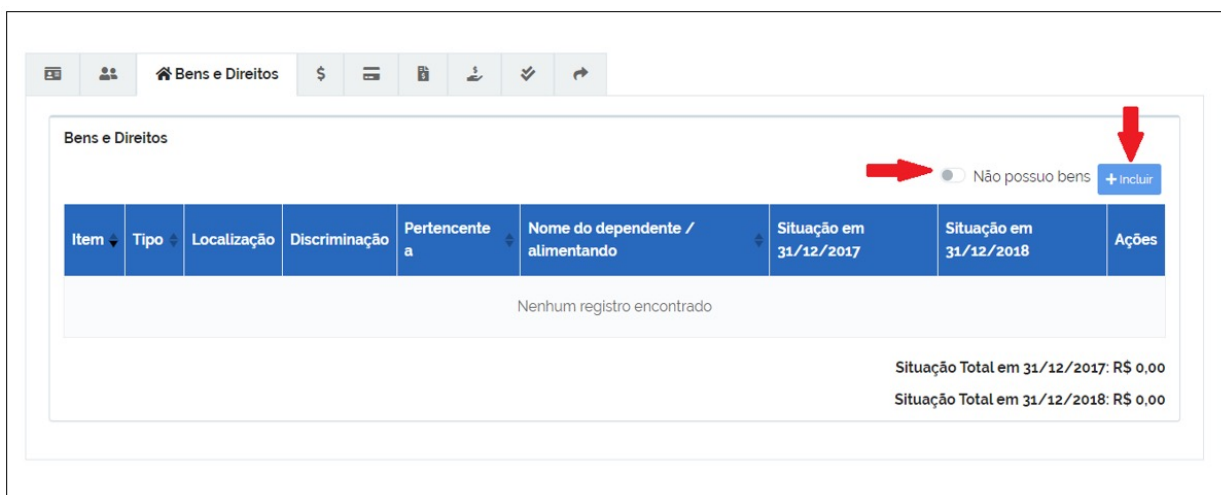 Bens e Direitos
Bens e Direitos
Não possuo bens
+ Incluir
Item
Tipo
Localização
Discriminação
Pertencente
a
Nome do dependente /
alimentando
Situação em
31/12/2017
Situação em
31/12/2018
Ações
Nenhum registro encontrado
Situação Total em 31/12/2017: R$ 0,00
Situação Total em 31/12/2018: R$ 0,00